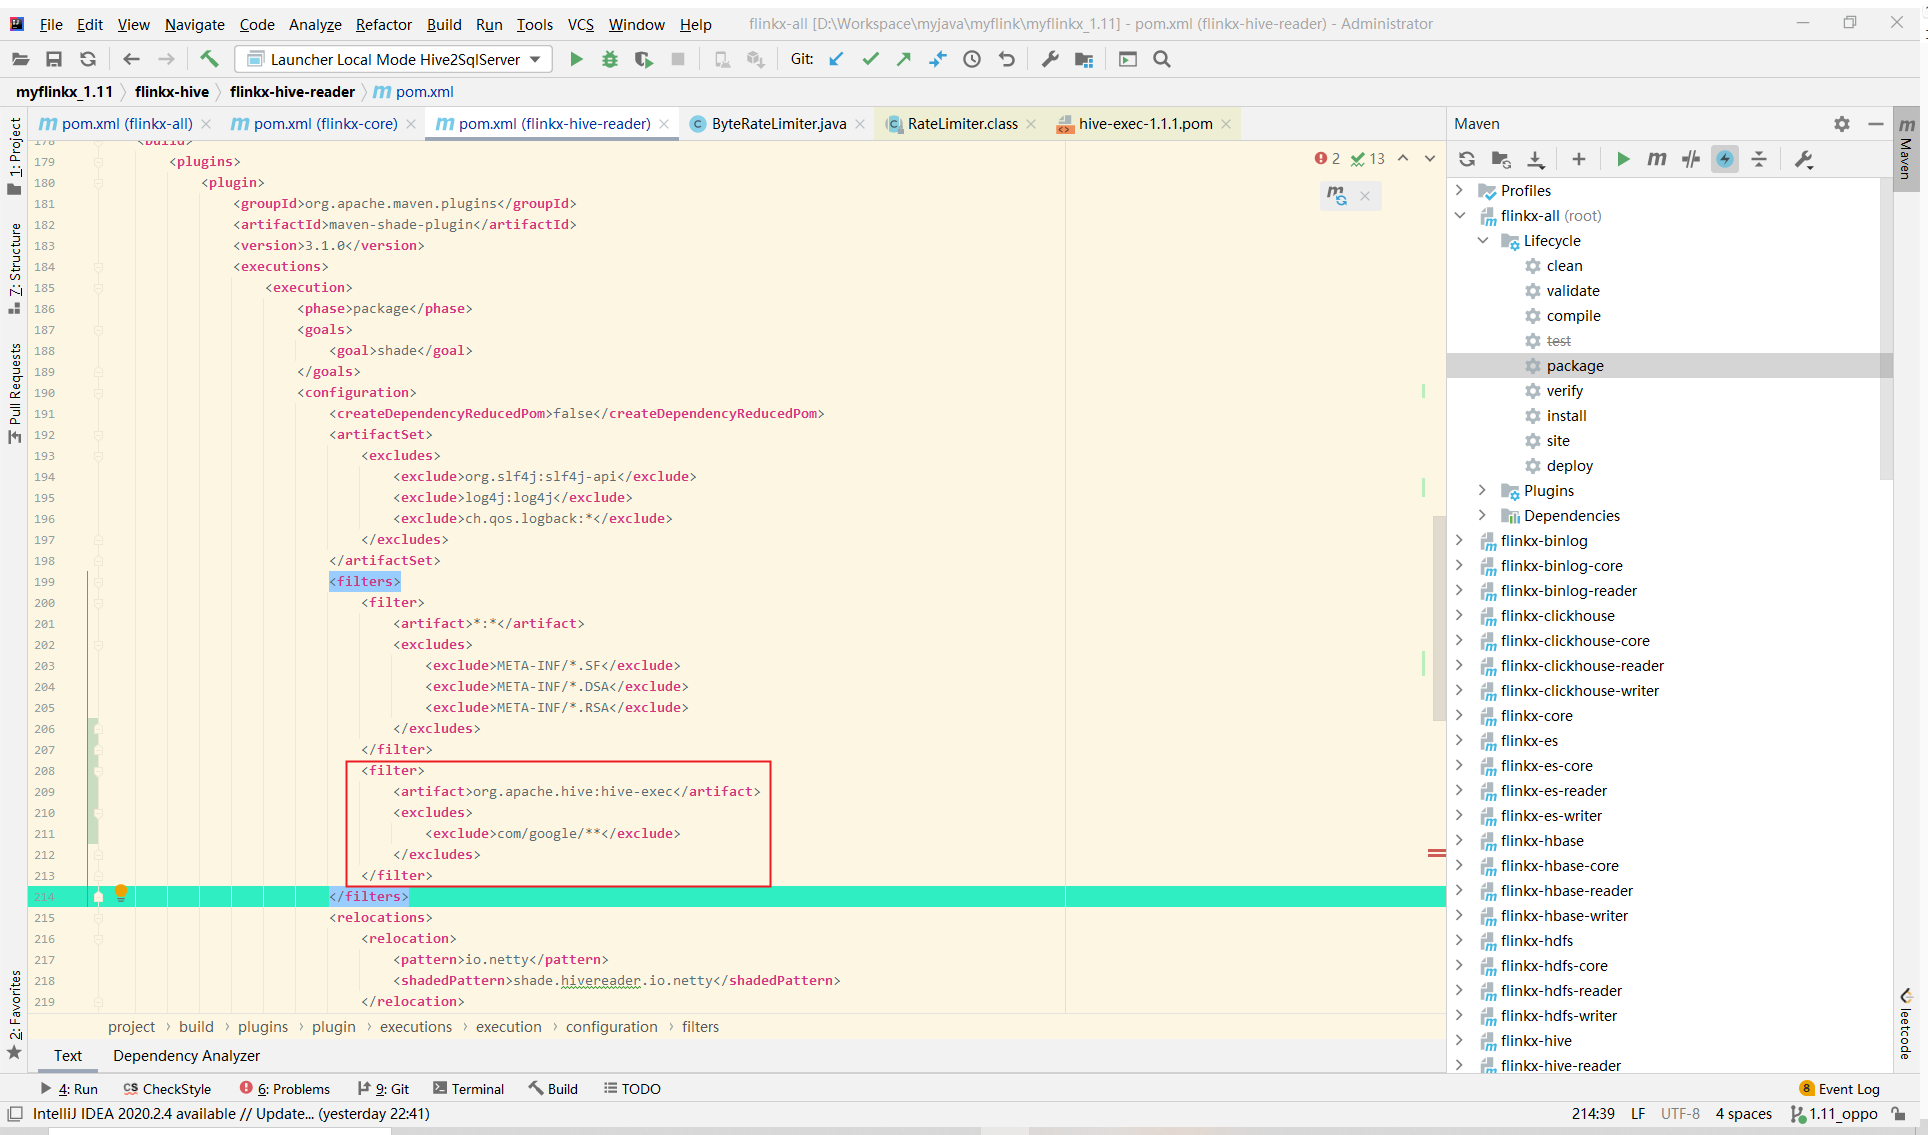 File Edit View Navigate Code Analyze Refactor Build Run Tools VCS Window Help flinkx-all [D:\Workspace\myjava\myflink\myflinkx_1.11] - pom.xml (flinkx-hive-reader) - Administrator
Launcher Local Mode Hive2SqlServer Git:
myflinkx_1.11 flinkx-hive flinkx-hive-reader m pom.xml
1: Project
7: Structure
Pull Requests
2: Favorites
pom.xml (flinkx-all) pom.xml (flinkx-core) pom.xml (flinkx-hive-reader) ByteRateLimiter.java RateLimiter.class hive-exec-1.1.1.pom
2 13
178 <build>
179 <plugins>
180 <plugin>
181 <groupId>org.apache.maven.plugins</groupId>
182 <artifactId>maven-shade-plugin</artifactId>
183 <version>3.1.0</version>
184 <executions>
185 <execution>
186 <phase>package</phase>
187 <goals>
188 <goal>shade</goal>
189 </goals>
190 <configuration>
191 <createDependencyReducedPom>false</createDependencyReducedPom>
192 <artifactSet>
193 <excludes>
194 <exclude>org.slf4j:slf4j-api</exclude>
195 <exclude>log4j:log4j</exclude>
196 <exclude>ch.qos.logback:*</exclude>
197 </excludes>
198 </artifactSet>
199 <filters>
200 <filter>
201 <artifact>*:*</artifact>
202 <excludes>
203 <exclude>META-INF/*.SF</exclude>
204 <exclude>META-INF/*.DSA</exclude>
205 <exclude>META-INF/*.RSA</exclude>
206 </excludes>
207 </filter>
208 <filter>
209 <artifact>org.apache.hive:hive-exec</artifact>
210 <excludes>
211 <exclude>com/google/**</exclude>
212 </excludes>
213 </filter>
214 </filters>
215 <relocations>
216 <relocation>
217 <pattern>io.netty</pattern>
218 <shadedPattern>shade.hivereader.io.netty</shadedPattern>
219 </relocation>
project › build › plugins › plugin › executions › execution › configuration › filters
Text Dependency Analyzer
Maven
Profiles
flinkx-all (root)
Lifecycle
clean
validate
compile
test
package
verify
install
site
deploy
Plugins
Dependencies
flinkx-binlog
flinkx-binlog-core
flinkx-binlog-reader
flinkx-clickhouse
flinkx-clickhouse-core
flinkx-clickhouse-reader
flinkx-clickhouse-writer
flinkx-core
flinkx-es
flinkx-es-core
flinkx-es-reader
flinkx-es-writer
flinkx-hbase
flinkx-hbase-core
flinkx-hbase-reader
flinkx-hbase-writer
flinkx-hdfs
flinkx-hdfs-core
flinkx-hdfs-reader
flinkx-hdfs-writer
flinkx-hive
flinkx-hive-reader
Maven
leetcode
4: Run CheckStyle 6: Problems 9: Git Terminal Build TODO 8 Event Log
IntelliJ IDEA 2020.2.4 available // Update... (yesterday 22:41) 214:39 LF UTF-8 4 spaces 1.11_oppo